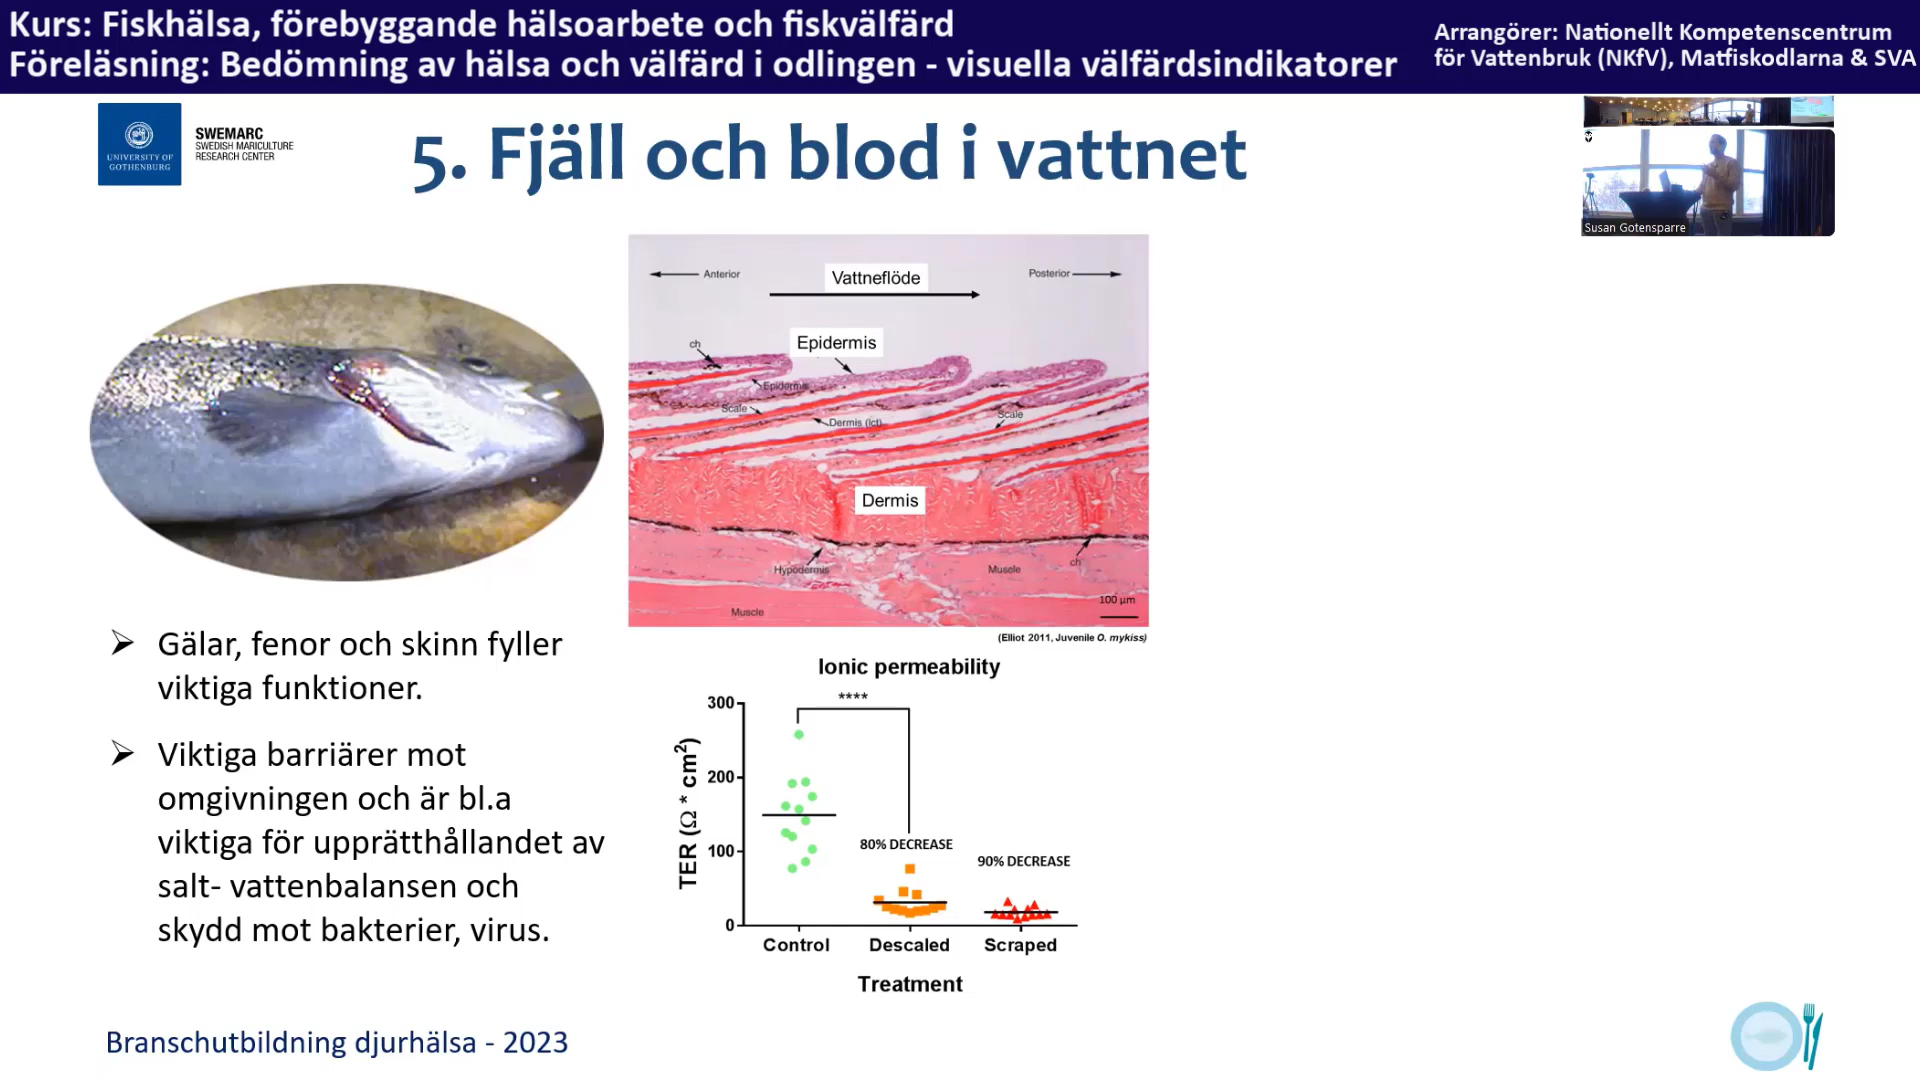 Kurs: Fiskhälsa, förebyggande hälsoarbete och fiskvälfärd
Föreläsning: Bedömning av hälsa och välfärd i odlingen - visuella välfärdsindikatorer
Arrangörer: Nationellt Kompetenscentrum
för Vattenbruk (NKfV), Matfiskodlarna & SVA
UNIVERSITY OF
GOTHENBURG
SWEMARC
SWEDISH MARICULTURE
RESEARCH CENTER
5. Fjäll och blod i vattnet
Susan Gotensparre
Anterior
Vattneflöde
Posterior
ch
Epidermis
Epidermis
Scale
Dermis (lct)
Scale
Dermis
Hypodermis
Muscle
ch
100 µm
Muscle
(Elliot 2011, Juvenile O. mykiss)
Gälar, fenor och skinn fyller
viktiga funktioner.
Viktiga barriärer mot
omgivningen och är bl.a
viktiga för upprätthållandet av
salt- vattenbalansen och
skydd mot bakterier, virus.
Ionic permeability
TER (Ω * cm²)
300
200
100
0
****
80% DECREASE
90% DECREASE
Control
Descaled
Scraped
Treatment
Branschutbildning djurhälsa - 2023